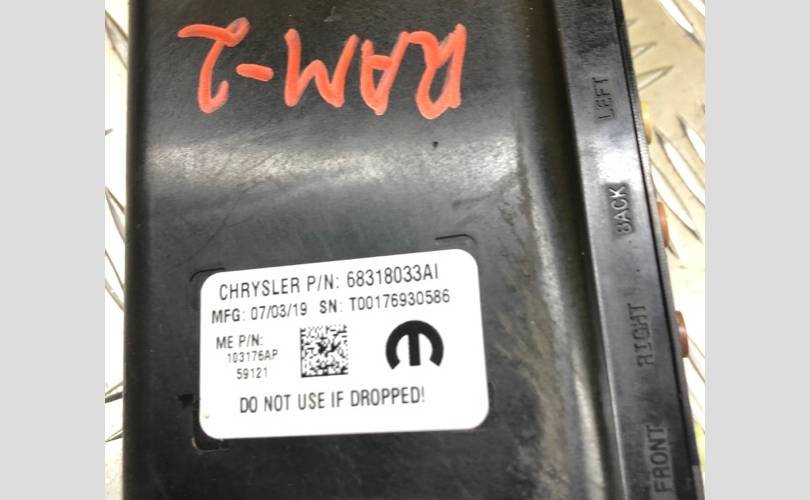 RAM-2
LEFT
BACK
RIGHT
FRONT
CHRYSLER P/N: 68318033AI
MFG: 07/03/19 SN: T00176930586
ME P/N:
103176AP
59121
DO NOT USE IF DROPPED!